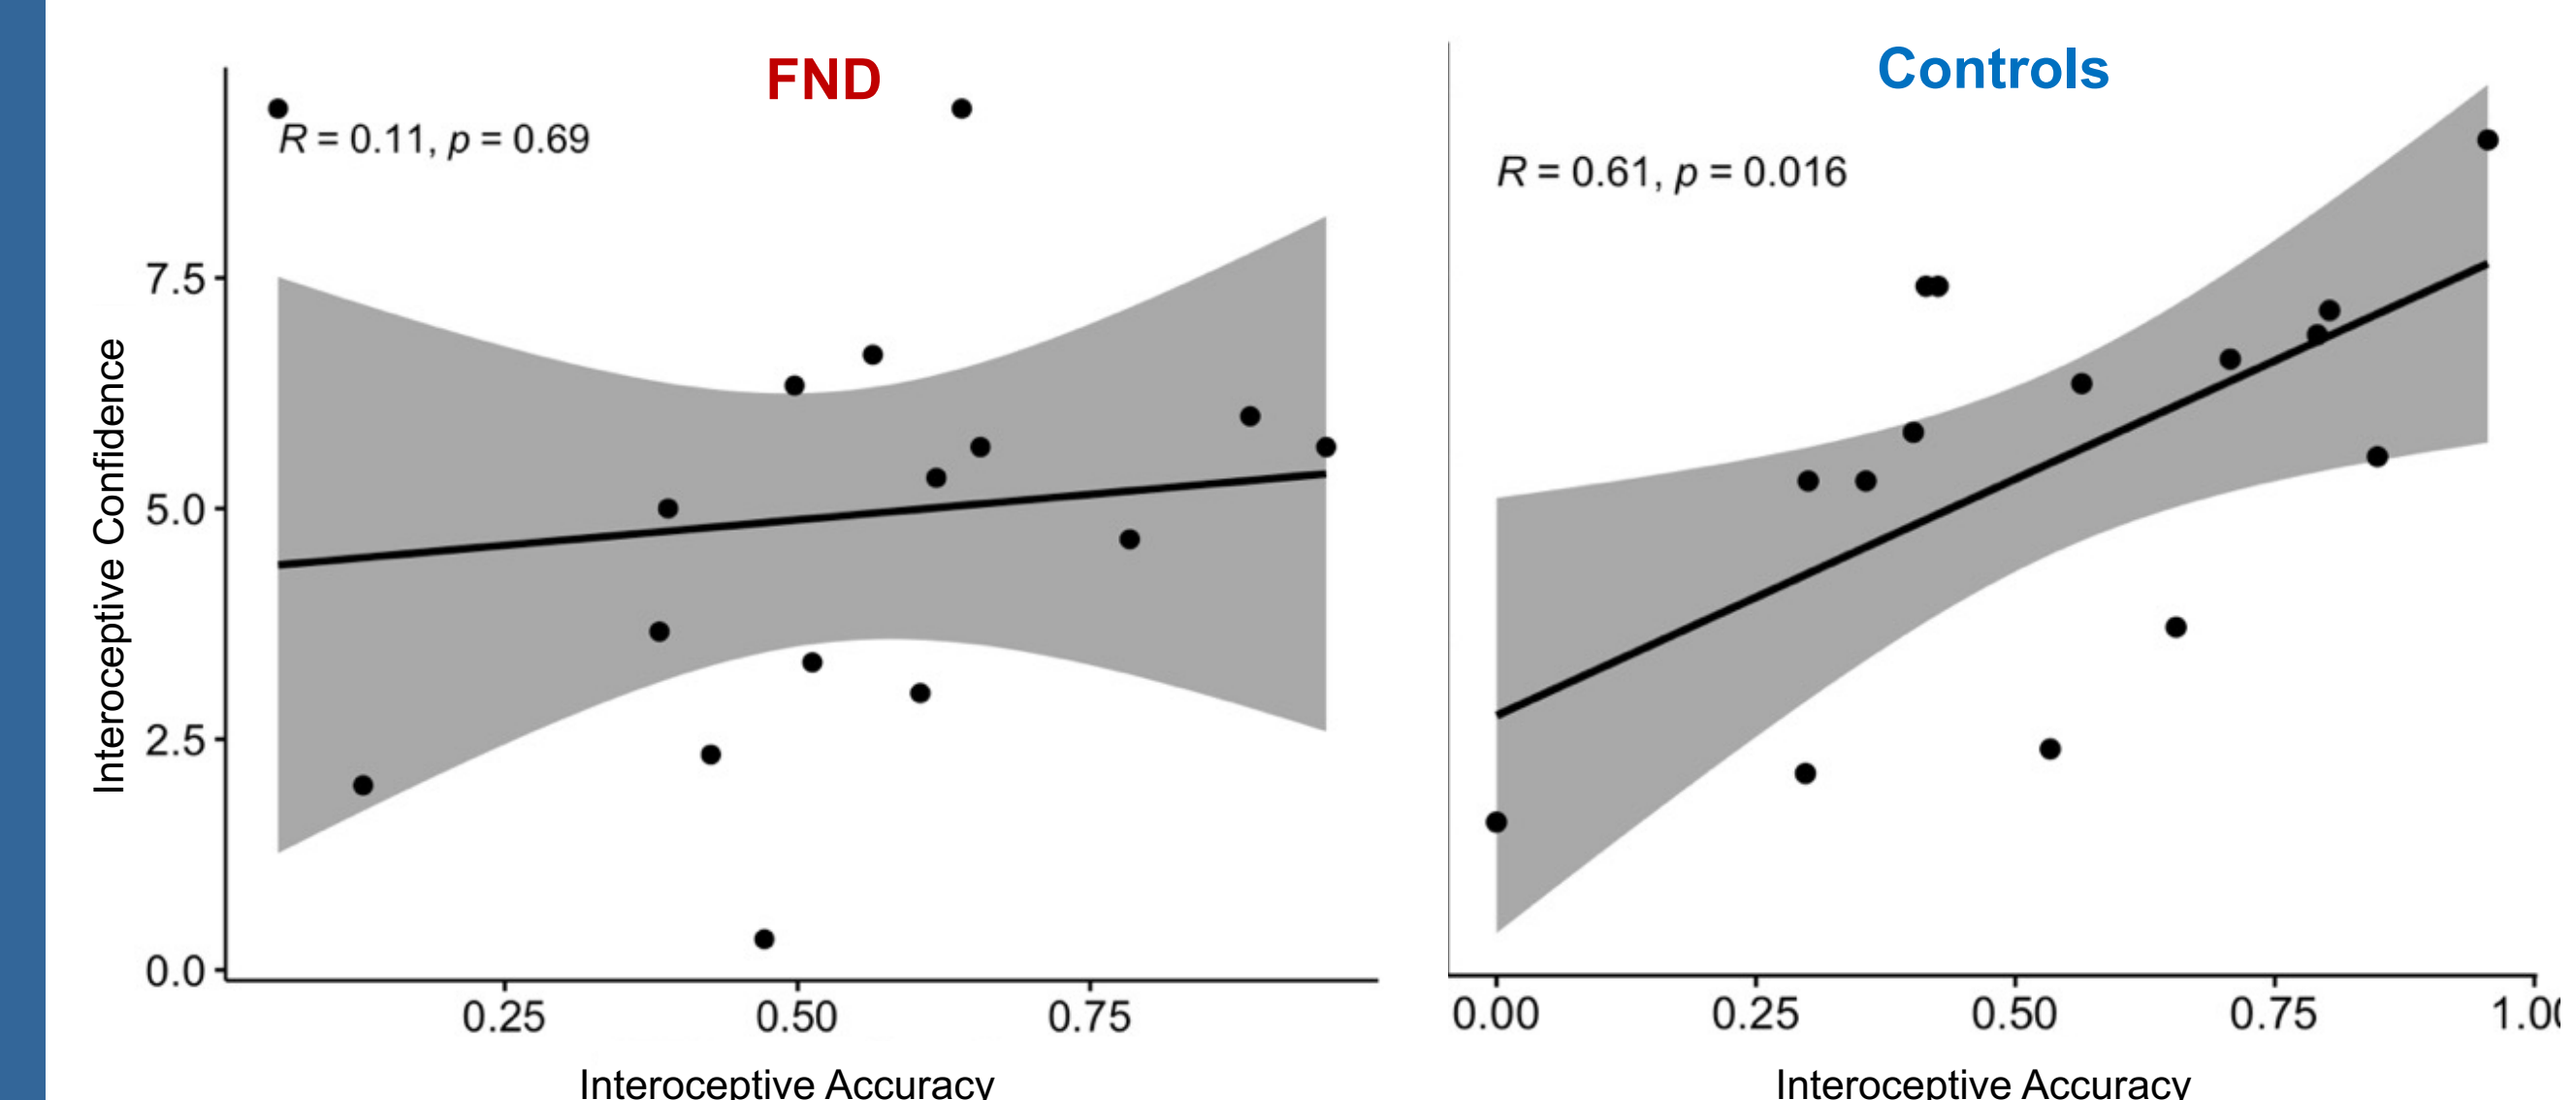 FND
R = 0.11, p = 0.69
Interoceptive Confidence
7.5
5.0
2.5
0.0
0.25 0.50 0.75
Interoceptive Accuracy
Controls
R = 0.61, p = 0.016
0.00 0.25 0.50 0.75 1.00
Interoceptive Accuracy